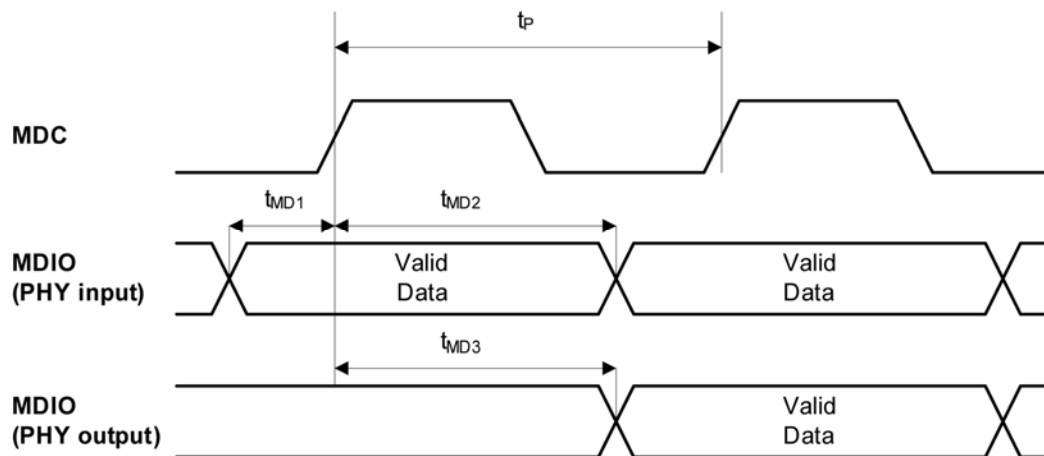 tP
MDC
tMD1
tMD2
MDIO
(PHY input)
Valid
Data
Valid
Data
tMD3
MDIO
(PHY output)
Valid
Data